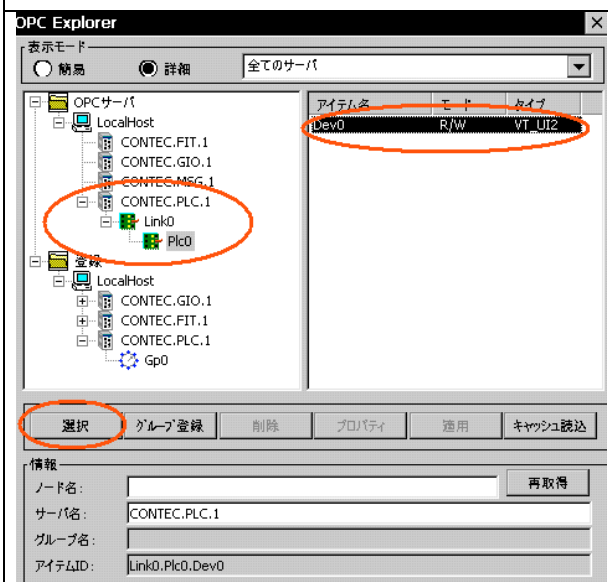 OPC Explorer
表示モード
簡易 詳細 全てのサーバ
OPCサーバ
LocalHost
CONTEC.FIT.1
CONTEC.GIO.1
CONTEC.MSG.1
CONTEC.PLC.1
Link0
Plc0
登録
LocalHost
CONTEC.GIO.1
CONTEC.FIT.1
CONTEC.PLC.1
Gp0
アイテム名 モード タイプ
Dev0 R/W VT_UI2
選択 グループ登録 削除 プロパティ 適用 キャッシュ読込
情報
ノード名: 再取得
サーバ名: CONTEC.PLC.1
グループ名:
アイテムID: Link0.Plc0.Dev0